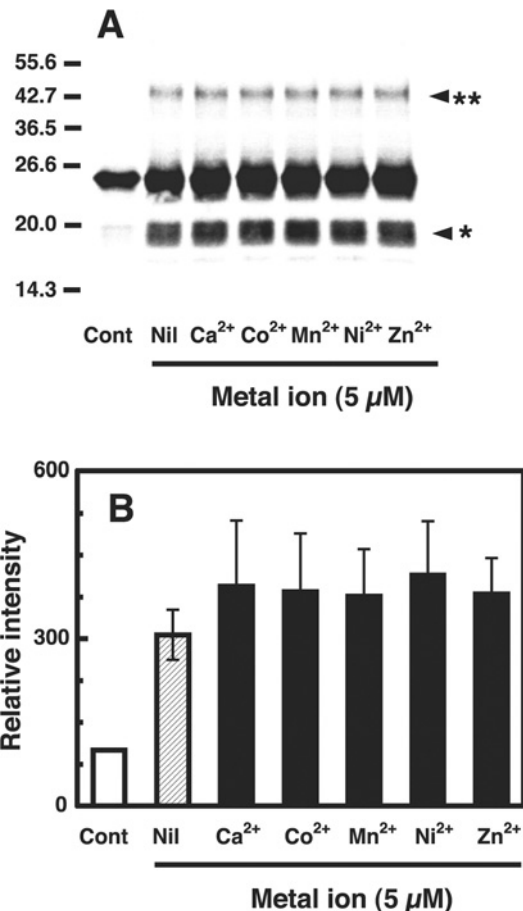 A
55.6
42.7
**
36.5
26.6
20.0
*
14.3
Cont Nil Ca²⁺ Co²⁺ Mn²⁺ Ni²⁺ Zn²⁺
Metal ion (5 µM)
600
B
Relative intensity
300
0
Cont Nil Ca²⁺ Co²⁺ Mn²⁺ Ni²⁺ Zn²⁺
Metal ion (5 µM)